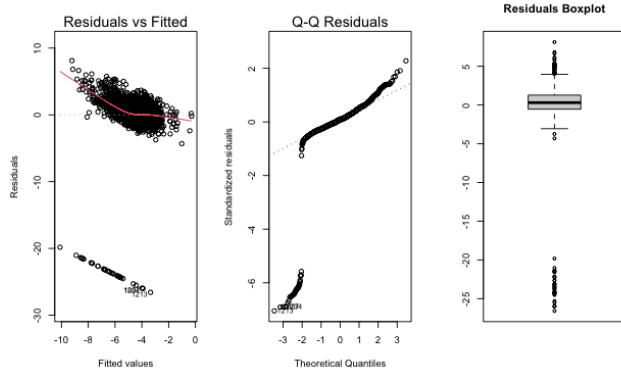 Residuals vs Fitted
Residuals
10
0
-10
-20
-30
1213
-10 -8 -6 -4 -2 0
Fitted values
Q-Q Residuals
Standardized residuals
2
0
-2
-4
-6
1213
-3 -2 -1 0 1 2 3
Theoretical Quantiles
Residuals Boxplot
5
0
-5
-10
-15
-20
-25